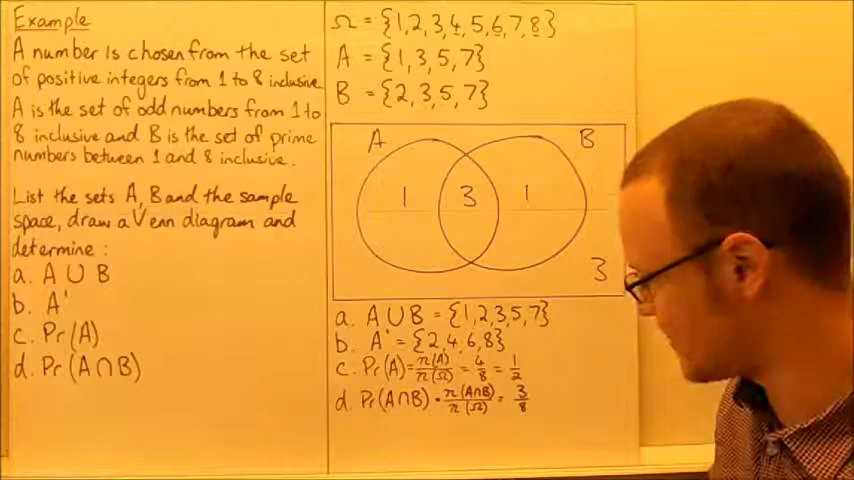 Example
A number is chosen from the set
of positive integers from 1 to 8 inclusive.
A is the set of odd numbers from 1 to
8 inclusive and B is the set of prime
numbers between 1 and 8 inclusive.
List the sets A, B and the sample
space, draw a Venn diagram and
determine :
a. A ∪ B
b. A'
c. Pr(A)
d. Pr(A∩B)
Ω = {1,2,3,4,5,6,7,8}
A = {1,3,5,7}
B = {2,3,5,7}
A B
1 3 1
3
a. A ∪ B = {1,2,3,5,7}
b. A' = {2,4,6,8}
c. Pr(A) = n(A)/n(Ω) = 4/8 = 1/2
d. Pr(A∩B) = n(A∩B)/n(Ω) = 3/8